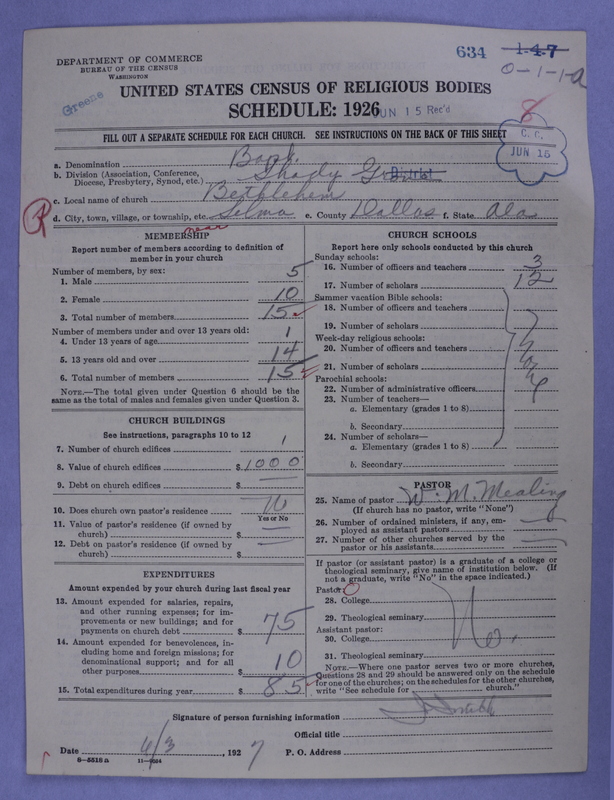 634 1-4-7
DEPARTMENT OF COMMERCE
BUREAU OF THE CENSUS
WASHINGTON
0-1-1-a
Greene
UNITED STATES CENSUS OF RELIGIOUS BODIES
SCHEDULE: 1926
JUN 15 Rec'd
8
FILL OUT A SEPARATE SCHEDULE FOR EACH CHURCH. SEE INSTRUCTIONS ON THE BACK OF THIS SHEET
C. C.
JUN 15
a. Denomination Bapt.
b. Division (Association, Conference, Diocese, Presbytery, Synod, etc.) Shady G District
c. Local name of church Bethlehem
d. City, town, village, or township, etc. near Selma e. County Dallas f. State Ala
MEMBERSHIP
Report number of members according to definition of
member in your church
Number of members, by sex:
1. Male 5
2. Female 10
3. Total number of members 15
Number of members under and over 13 years old:
4. Under 13 years of age 1
5. 13 years old and over 14
6. Total number of members 15
NOTE.—The total given under Question 6 should be the
same as the total of males and females given under Question 3.
CHURCH BUILDINGS
See instructions, paragraphs 10 to 12
7. Number of church edifices 1
8. Value of church edifices $1000
9. Debt on church edifices $ —
10. Does church own pastor's residence No
Yes or No
11. Value of pastor's residence (if owned by
church) $ —
12. Debt on pastor's residence (if owned by
church) $ —
EXPENDITURES
Amount expended by your church during last fiscal year
13. Amount expended for salaries, repairs,
and other running expenses; for im-
provements or new buildings; and for
payments on church debt $ 75
14. Amount expended for benevolences, in-
cluding home and foreign missions; for
denominational support; and for all
other purposes $ 10
15. Total expenditures during year $ 85
CHURCH SCHOOLS
Report here only schools conducted by this church
Sunday schools:
16. Number of officers and teachers 3
17. Number of scholars 12
Summer vacation Bible schools:
18. Number of officers and teachers
19. Number of scholars
Week-day religious schools:
20. Number of officers and teachers
21. Number of scholars
Parochial schools:
22. Number of administrative officers
23. Number of teachers—
a. Elementary (grades 1 to 8)
b. Secondary
24. Number of scholars—
a. Elementary (grades 1 to 8)
b. Secondary
PASTOR
25. Name of pastor W. M. Mealing
(If church has no pastor, write "None")
26. Number of ordained ministers, if any, em-
ployed as assistant pastors
27. Number of other churches served by the
pastor or his assistants
If pastor (or assistant pastor) is a graduate of a college or
theological seminary, give name of institution below. (If
not a graduate, write "No" in the space indicated.)
Pastor:
28. College
29. Theological seminary
Assistant pastor:
30. College No.
31. Theological seminary
NOTE.—Where one pastor serves two or more churches,
Questions 28 and 29 should be answered only on the schedule
for one of the churches; on the schedules for the other churches,
write "See schedule for church."
Signature of person furnishing information
Official title
Date 6/3, 1927 P. O. Address
8—5518 a 11—9534